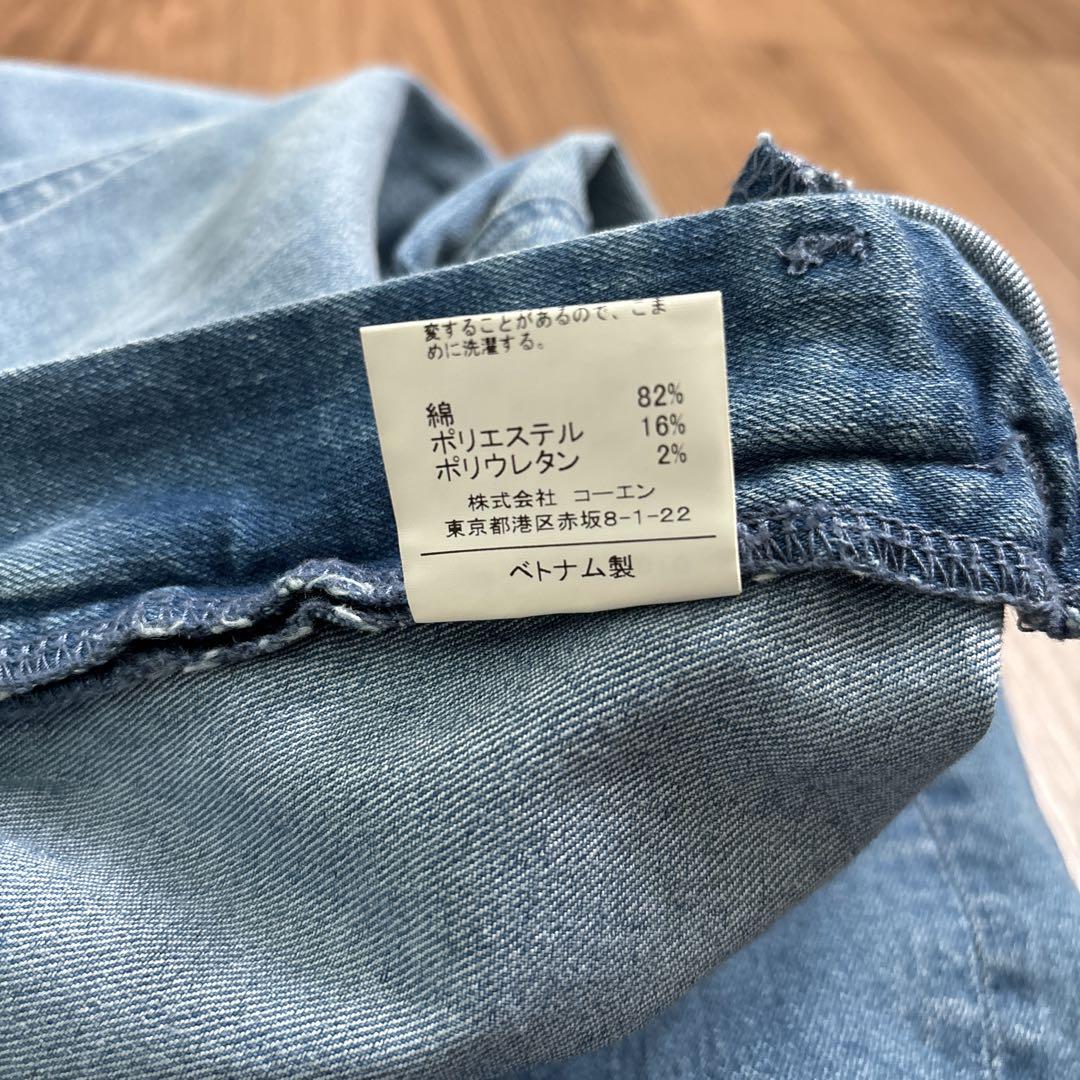 変することがあるので、こま
めに洗濯する。
綿 82%
ポリエステル 16%
ポリウレタン 2%
株式会社 コーエン
東京都港区赤坂8-1-22
ベトナム製